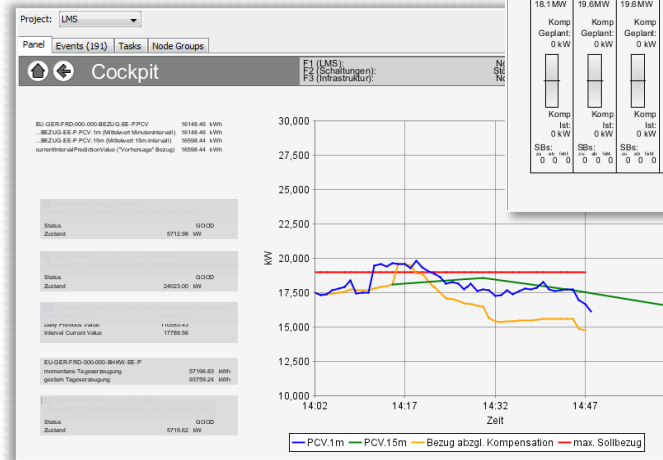 Project: LMS
Panel Events (191) Tasks Node Groups
Cockpit
F1 (LMS):
F2 (Schaltungen):
F3 (Infrastruktur):
18.1MW 19.6MW 19.6MW
Komp Komp Komp
Geplant: Geplant: Geplant:
0 kW 0 kW 0 kW
Komp Komp Komp
Ist: Ist: Ist:
0 kW 0 kW 0 kW
SBs: SBs: SBs:
0 0 0 0 0 0 0 0 0
EU-GER-FRD-000-000-BEZUG-EE-P.PCV 16148.46 kWh
...BEZUG-EE-P.PCV.1m (Mittelwert Minutenintervall) 16148.46 kWh
...BEZUG-EE-P.PCV.15m (Mittelwert 15m-Intervall) 16598.44 kWh
currentIntervalPredictionValue ("Vorhersage" Bezug) 16598.44 kWh
Status GOOD
Zustand 5712.98 kW
Status GOOD
Zustand 24023.00 kW
Daily Previous Value 110583.43
Interval Current Value 17789.56
EU-GER-FRD-000-000-BHKW-EE-P
momentane Tageserzeugung 57196.83 kWh
gestern Tageserzeugung 93759.24 kWh
Status GOOD
Zustand 5719.62 kW
30,000
27,500
25,000
22,500
20,000
17,500
15,000
12,500
10,000
kW
14:02 14:17 14:32 14:47
Zeit
PCV.1m PCV.15m Bezug abzgl. Kompensation max. Sollbezug